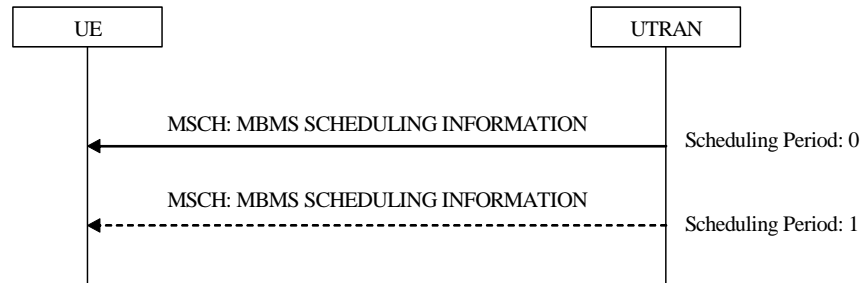 UE
UTRAN
MSCH: MBMS SCHEDULING INFORMATION
Scheduling Period: 0
MSCH: MBMS SCHEDULING INFORMATION
Scheduling Period: 1